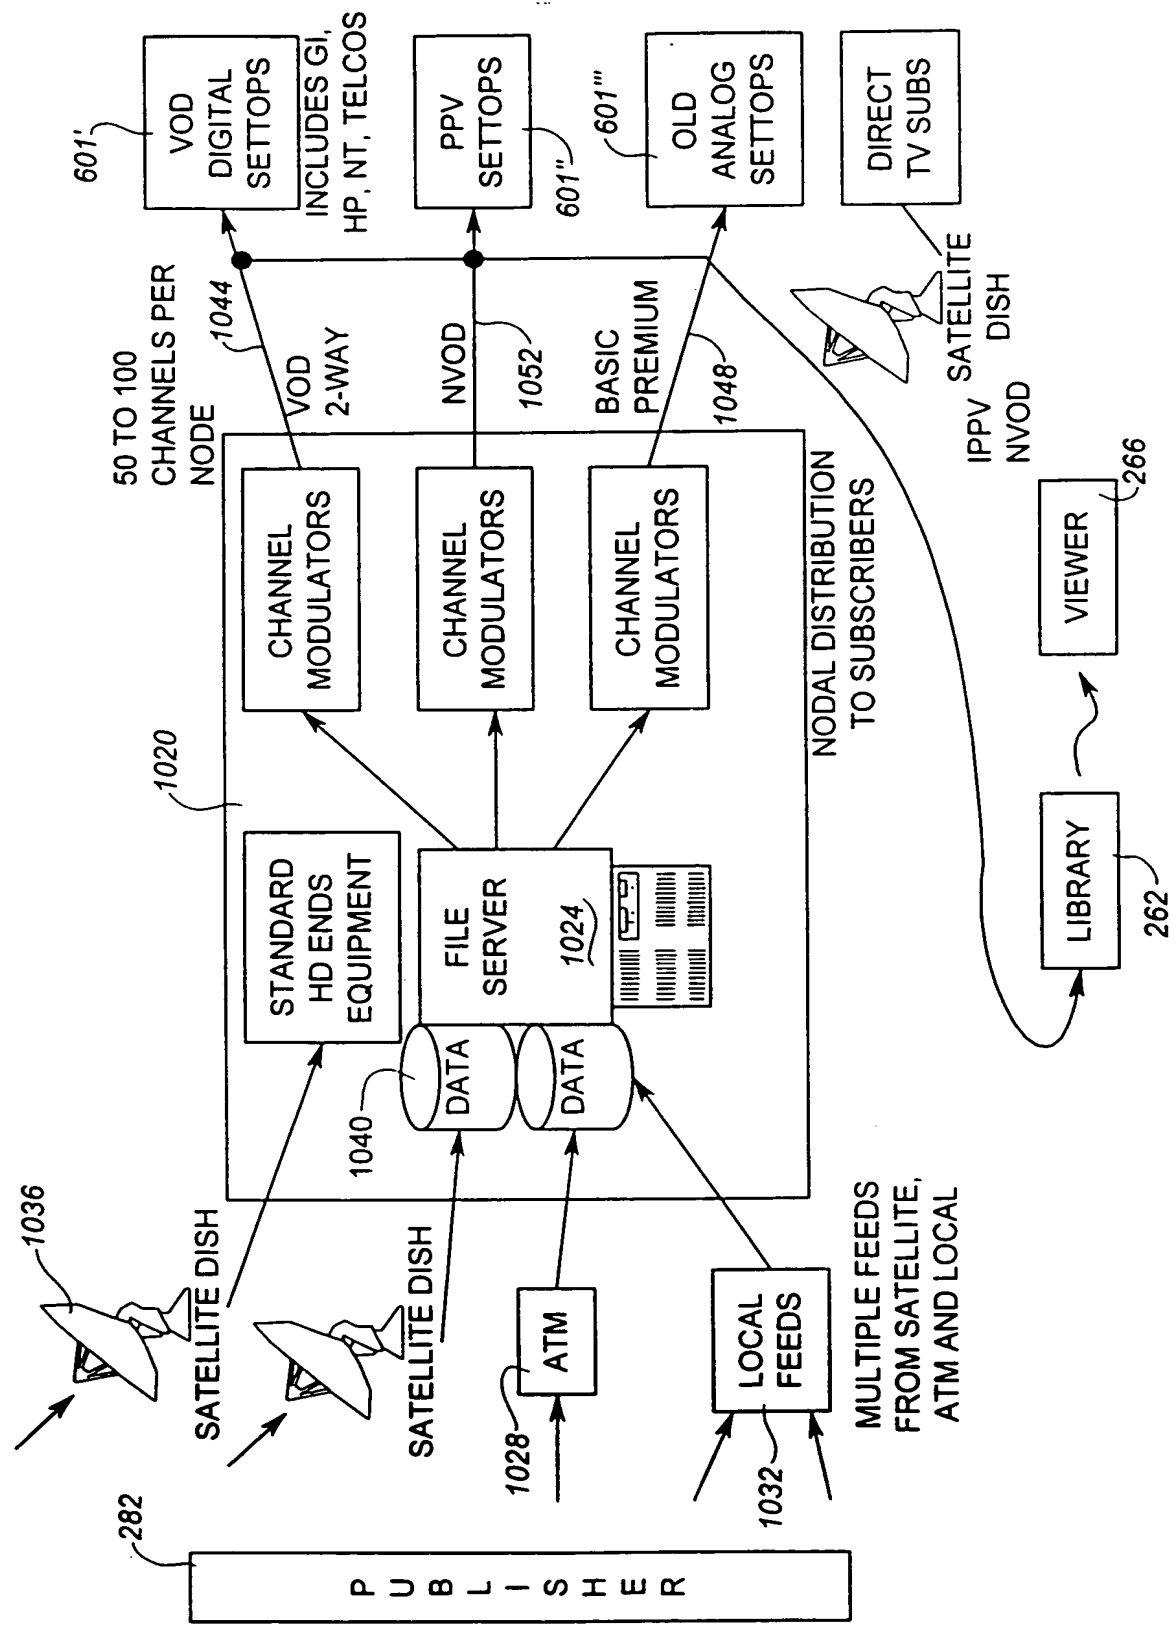 282
PUBLISHER
1036
SATELLITE DISH
SATELLITE DISH
1028
ATM
1032
LOCAL
FEEDS
MULTIPLE FEEDS
FROM SATELLITE,
ATM AND LOCAL
1020
STANDARD
HD ENDS
EQUIPMENT
1040
DATA
DATA
FILE
SERVER
1024
CHANNEL
MODULATORS
CHANNEL
MODULATORS
CHANNEL
MODULATORS
NODAL DISTRIBUTION
TO SUBSCRIBERS
50 TO 100
CHANNELS PER
NODE
1044
VOD
2-WAY
NVOD
1052
BASIC
PREMIUM
1048
601'
VOD
DIGITAL
SETTOPS
INCLUDES GI,
HP, NT, TELCOS
PPV
SETTOPS
601''
601'''
OLD
ANALOG
SETTOPS
DIRECT
TV SUBS
SATELLITE
DISH
IPPV
NVOD
LIBRARY
262
VIEWER
266